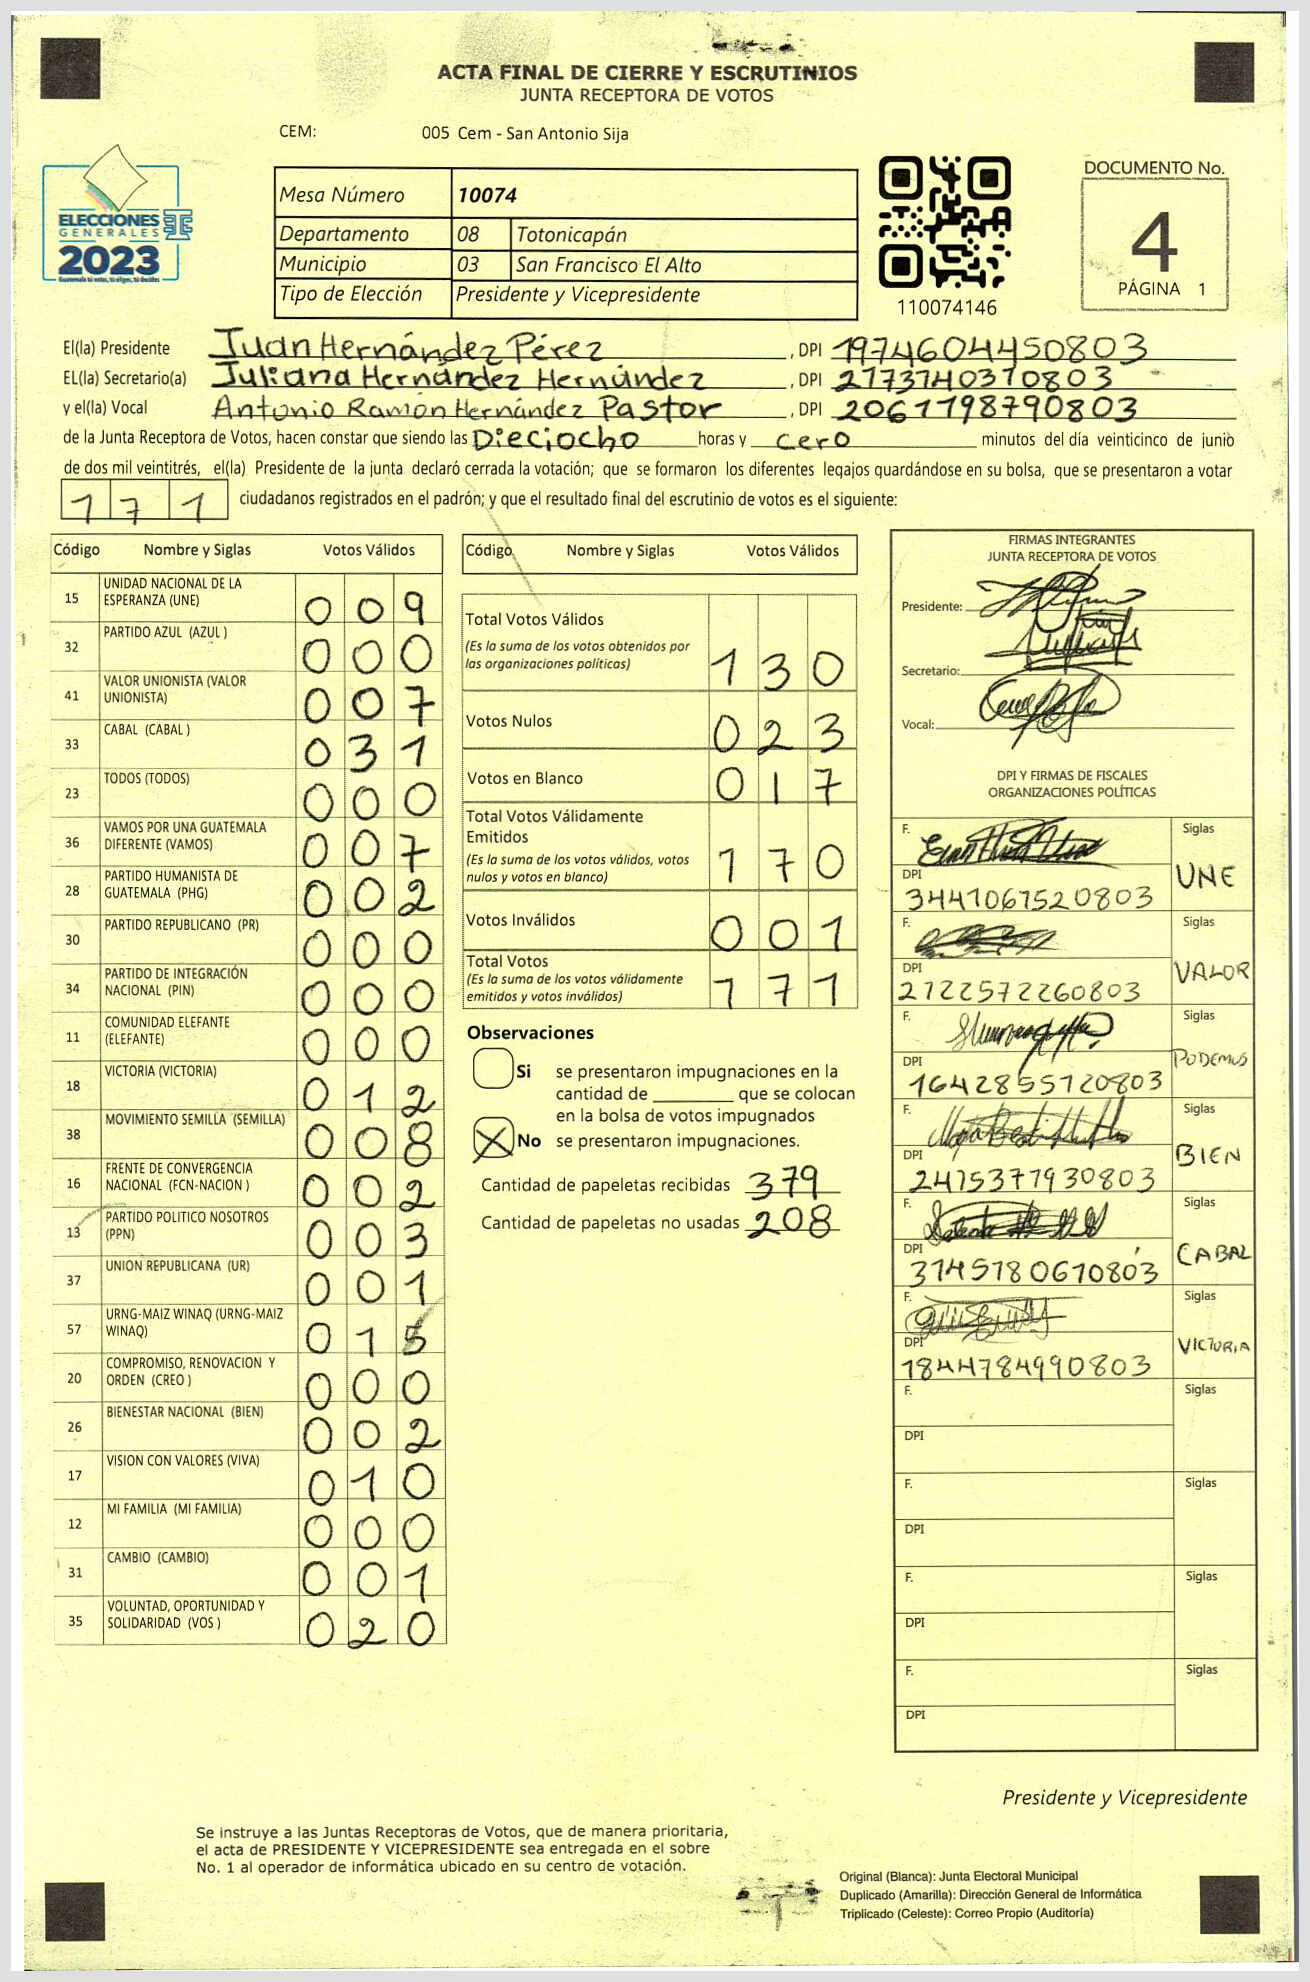 ACTA FINAL DE CIERRE Y ESCRUTINIOS
JUNTA RECEPTORA DE VOTOS
CEM: 005 Cem - San Antonio Sija
ELECCIONES
GENERALES
2023
Guatemala tú votas, tú eliges, tú decides
Mesa Número 10074
Departamento 08 Totonicapán
Municipio 03 San Francisco El Alto
Tipo de Elección Presidente y Vicepresidente
110074146
DOCUMENTO No.
4
PÁGINA 1
El(la) Presidente Juan Hernández Pérez , DPI 1974604450803
EL(la) Secretario(a) Juliana Hernández Hernández , DPI 2173740370803
y el(la) Vocal Antonio Ramón Hernández Pastor , DPI 2061798790803
de la Junta Receptora de Votos, hacen constar que siendo las Dieciocho horas y cero minutos del día veinticinco de junio
de dos mil veintitrés, el(la) Presidente de la junta declaró cerrada la votación; que se formaron los diferentes legajos guardándose en su bolsa, que se presentaron a votar
171 ciudadanos registrados en el padrón; y que el resultado final del escrutinio de votos es el siguiente:
Código Nombre y Siglas Votos Válidos
15 UNIDAD NACIONAL DE LA ESPERANZA (UNE) 009
32 PARTIDO AZUL (AZUL ) 000
41 VALOR UNIONISTA (VALOR UNIONISTA) 007
33 CABAL (CABAL ) 031
23 TODOS (TODOS) 000
36 VAMOS POR UNA GUATEMALA DIFERENTE (VAMOS) 007
28 PARTIDO HUMANISTA DE GUATEMALA (PHG) 002
30 PARTIDO REPUBLICANO (PR) 000
34 PARTIDO DE INTEGRACIÓN NACIONAL (PIN) 000
11 COMUNIDAD ELEFANTE (ELEFANTE) 000
18 VICTORIA (VICTORIA) 012
38 MOVIMIENTO SEMILLA (SEMILLA) 008
16 FRENTE DE CONVERGENCIA NACIONAL (FCN-NACION ) 002
13 PARTIDO POLITICO NOSOTROS (PPN) 003
37 UNION REPUBLICANA (UR) 001
57 URNG-MAIZ WINAQ (URNG-MAIZ WINAQ) 015
20 COMPROMISO, RENOVACION Y ORDEN (CREO ) 000
26 BIENESTAR NACIONAL (BIEN) 002
17 VISION CON VALORES (VIVA) 010
12 MI FAMILIA (MI FAMILIA) 000
31 CAMBIO (CAMBIO) 001
35 VOLUNTAD, OPORTUNIDAD Y SOLIDARIDAD (VOS ) 020
Código Nombre y Siglas Votos Válidos
Total Votos Válidos
(Es la suma de los votos obtenidos por
las organizaciones políticas) 130
Votos Nulos 023
Votos en Blanco 017
Total Votos Válidamente
Emitidos
(Es la suma de los votos válidos, votos
nulos y votos en blanco) 170
Votos Inválidos 001
Total Votos
(Es la suma de los votos válidamente
emitidos y votos inválidos) 171
Observaciones
Si se presentaron impugnaciones en la
cantidad de ________ que se colocan
en la bolsa de votos impugnados
X No se presentaron impugnaciones.
Cantidad de papeletas recibidas 379
Cantidad de papeletas no usadas 208
FIRMAS INTEGRANTES
JUNTA RECEPTORA DE VOTOS
Presidente:
Secretario:
Vocal:
DPI Y FIRMAS DE FISCALES
ORGANIZACIONES POLÍTICAS
F. Siglas
DPI UNE
3441067520803
F. Siglas
DPI VALOR
2122572260803
F. Siglas
DPI PODEMOS
1642855120803
F. Siglas
DPI BIEN
2415377930803
F. Siglas
DPI CABAL
3745780670803
F. Siglas
DPI VICTORIA
1844784990803
F. Siglas
DPI
F. Siglas
DPI
F. Siglas
DPI
F. Siglas
DPI
Presidente y Vicepresidente
Se instruye a las Juntas Receptoras de Votos, que de manera prioritaria,
el acta de PRESIDENTE Y VICEPRESIDENTE sea entregada en el sobre
No. 1 al operador de informática ubicado en su centro de votación.
Original (Blanca): Junta Electoral Municipal
Duplicado (Amarilla): Dirección General de Informática
Triplicado (Celeste): Correo Propio (Auditoría)